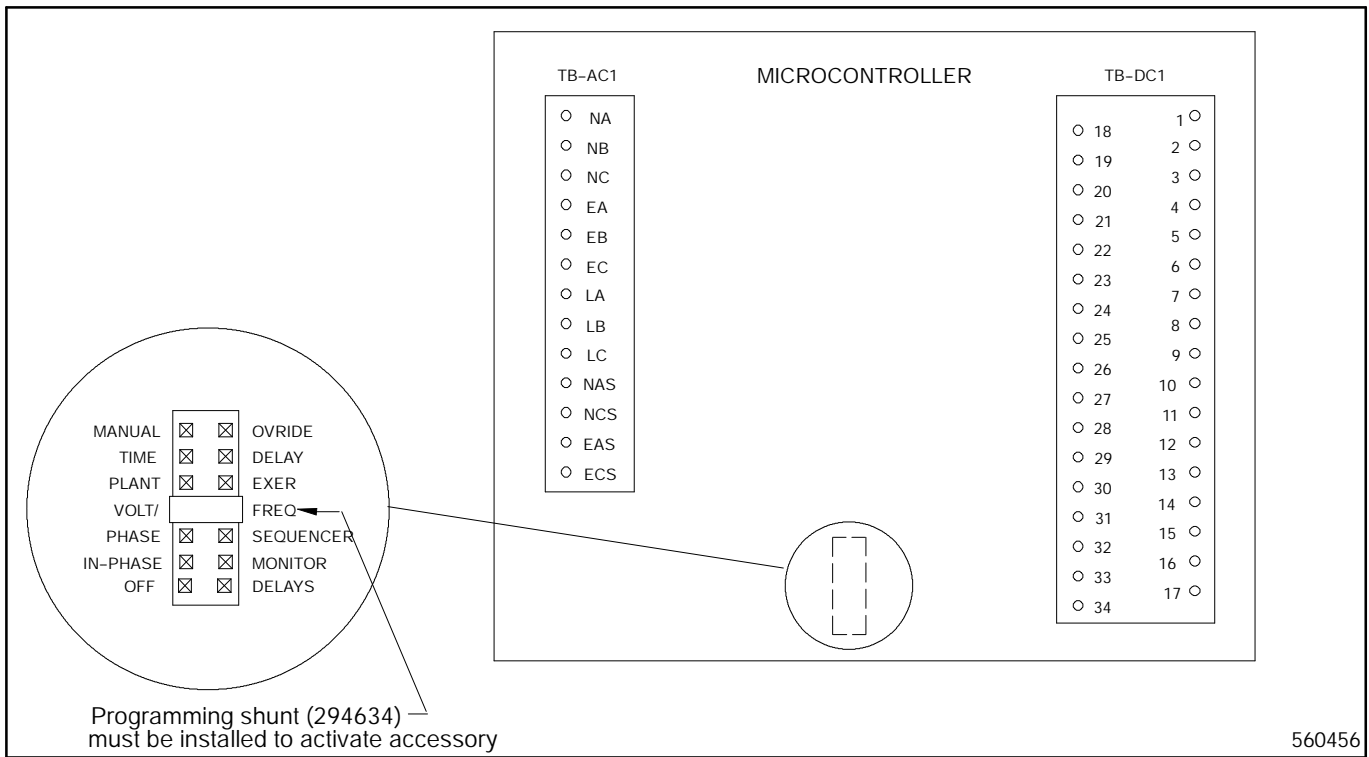 TB-AC1 MICROCONTROLLER TB-DC1
NA
NB
NC
EA
EB
EC
LA
LB
LC
NAS
NCS
EAS
ECS
18
19
20
21
22
23
24
25
26
27
28
29
30
31
32
33
34
1
2
3
4
5
6
7
8
9
10
11
12
13
14
15
16
17
MANUAL OVRIDE
TIME DELAY
PLANT EXER
VOLT/ FREQ
PHASE SEQUENCER
IN-PHASE MONITOR
OFF DELAYS
Programming shunt (294634)
must be installed to activate accessory
560456